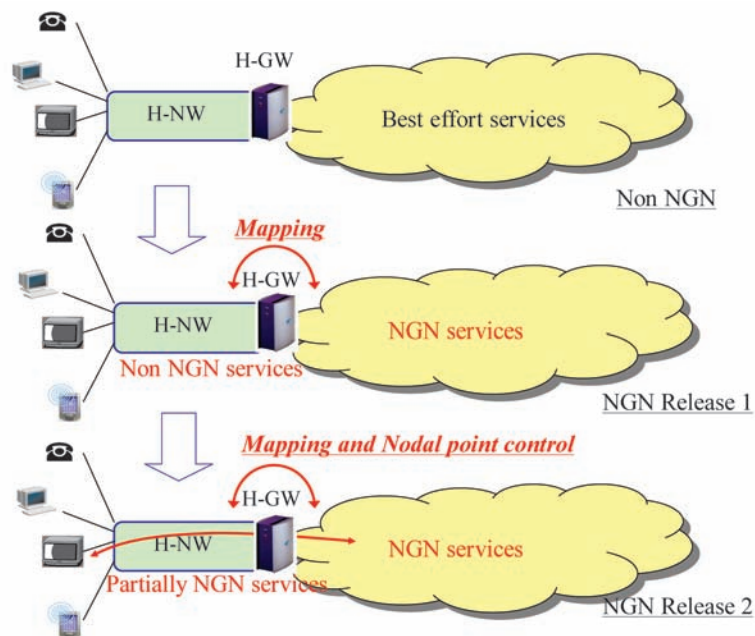 H-GW
H-NW
Best effort services
Non NGN
Mapping
H-GW
H-NW
NGN services
Non NGN services
NGN Release 1
Mapping and Nodal point control
H-GW
H-NW
NGN services
Partially NGN services
NGN Release 2